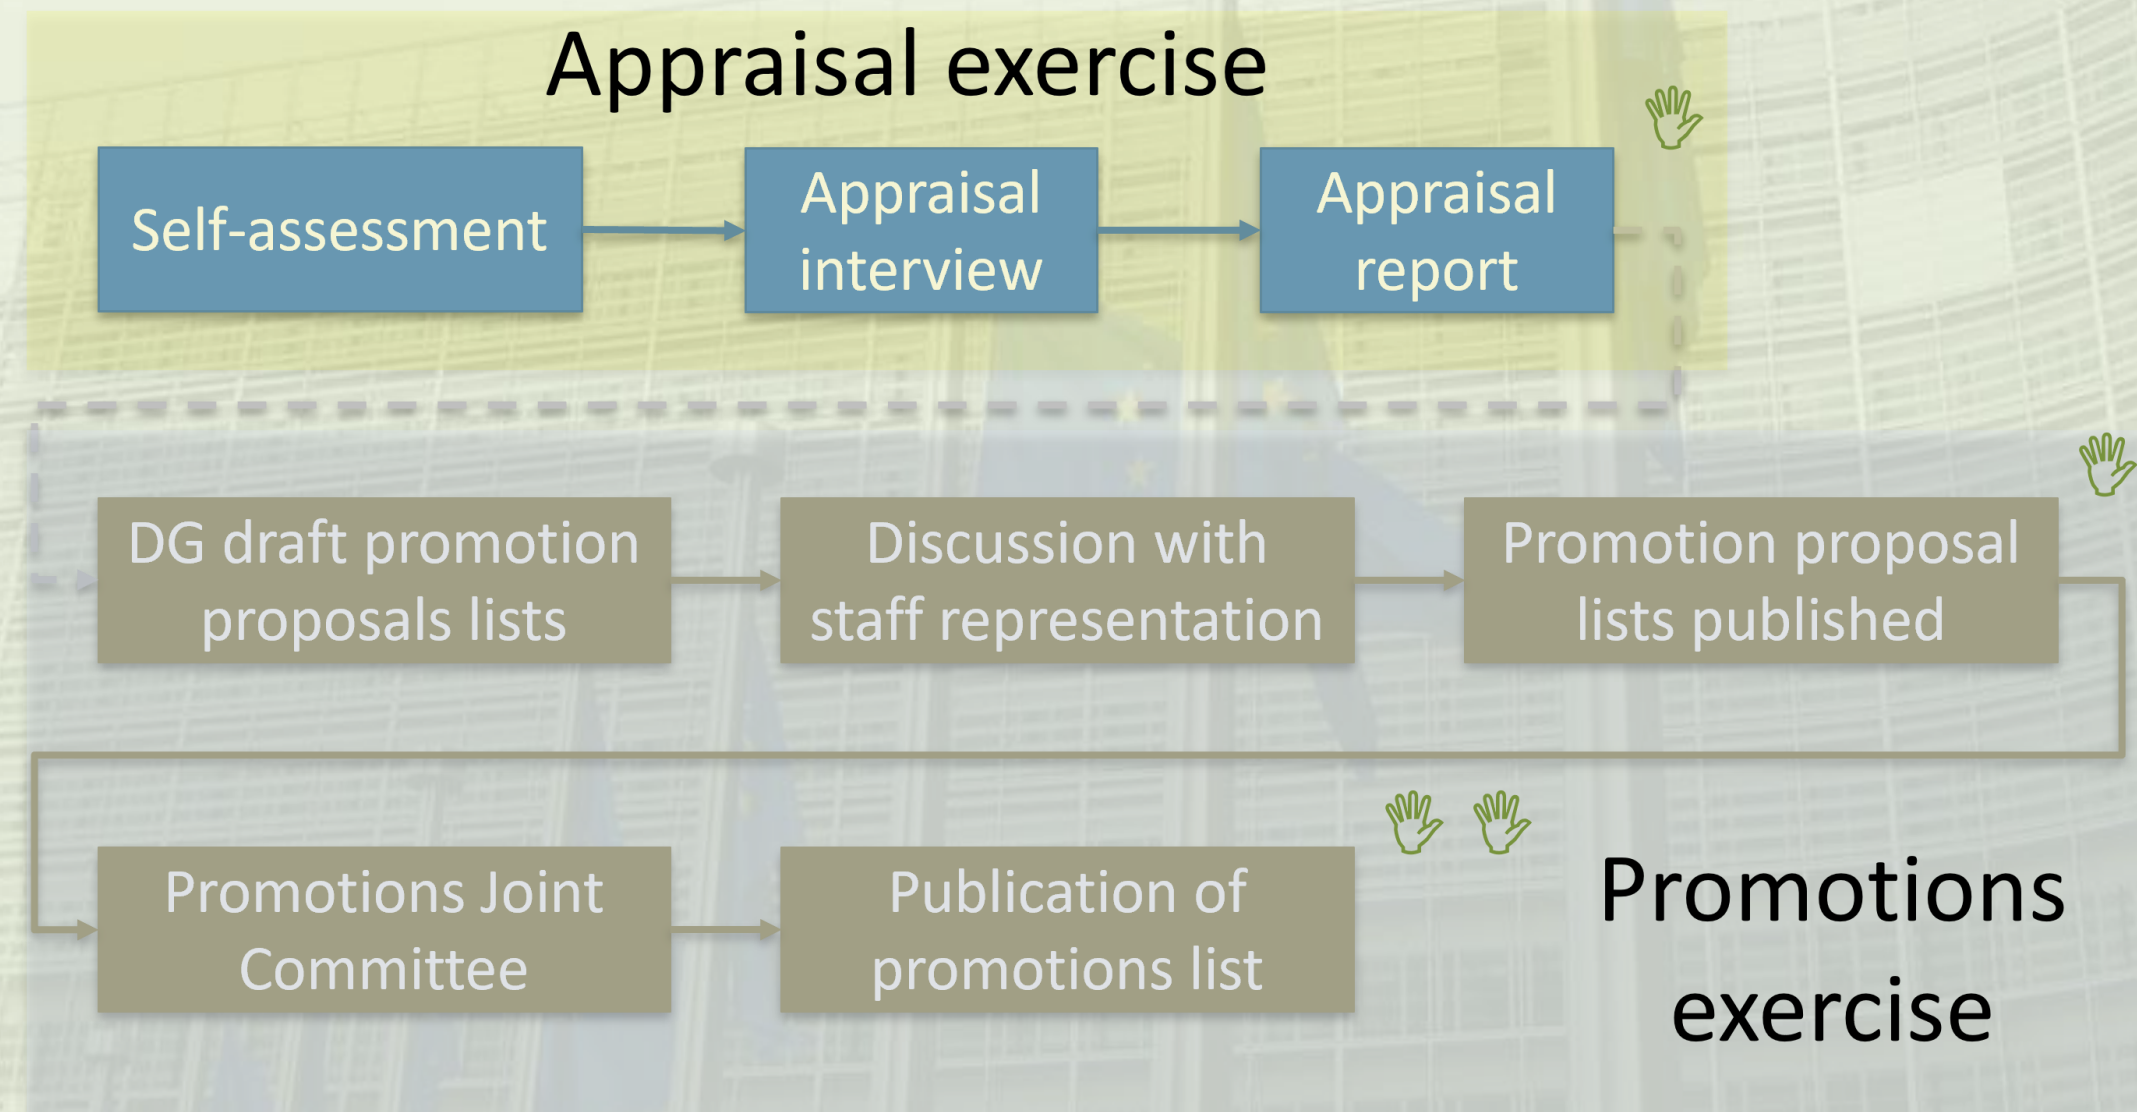 Appraisal exercise
Self-assessment
Appraisal
interview
Appraisal
report
DG draft promotion
proposals lists
Discussion with
staff representation
Promotion proposal
lists published
Promotions Joint
Committee
Publication of
promotions list
Promotions
exercise